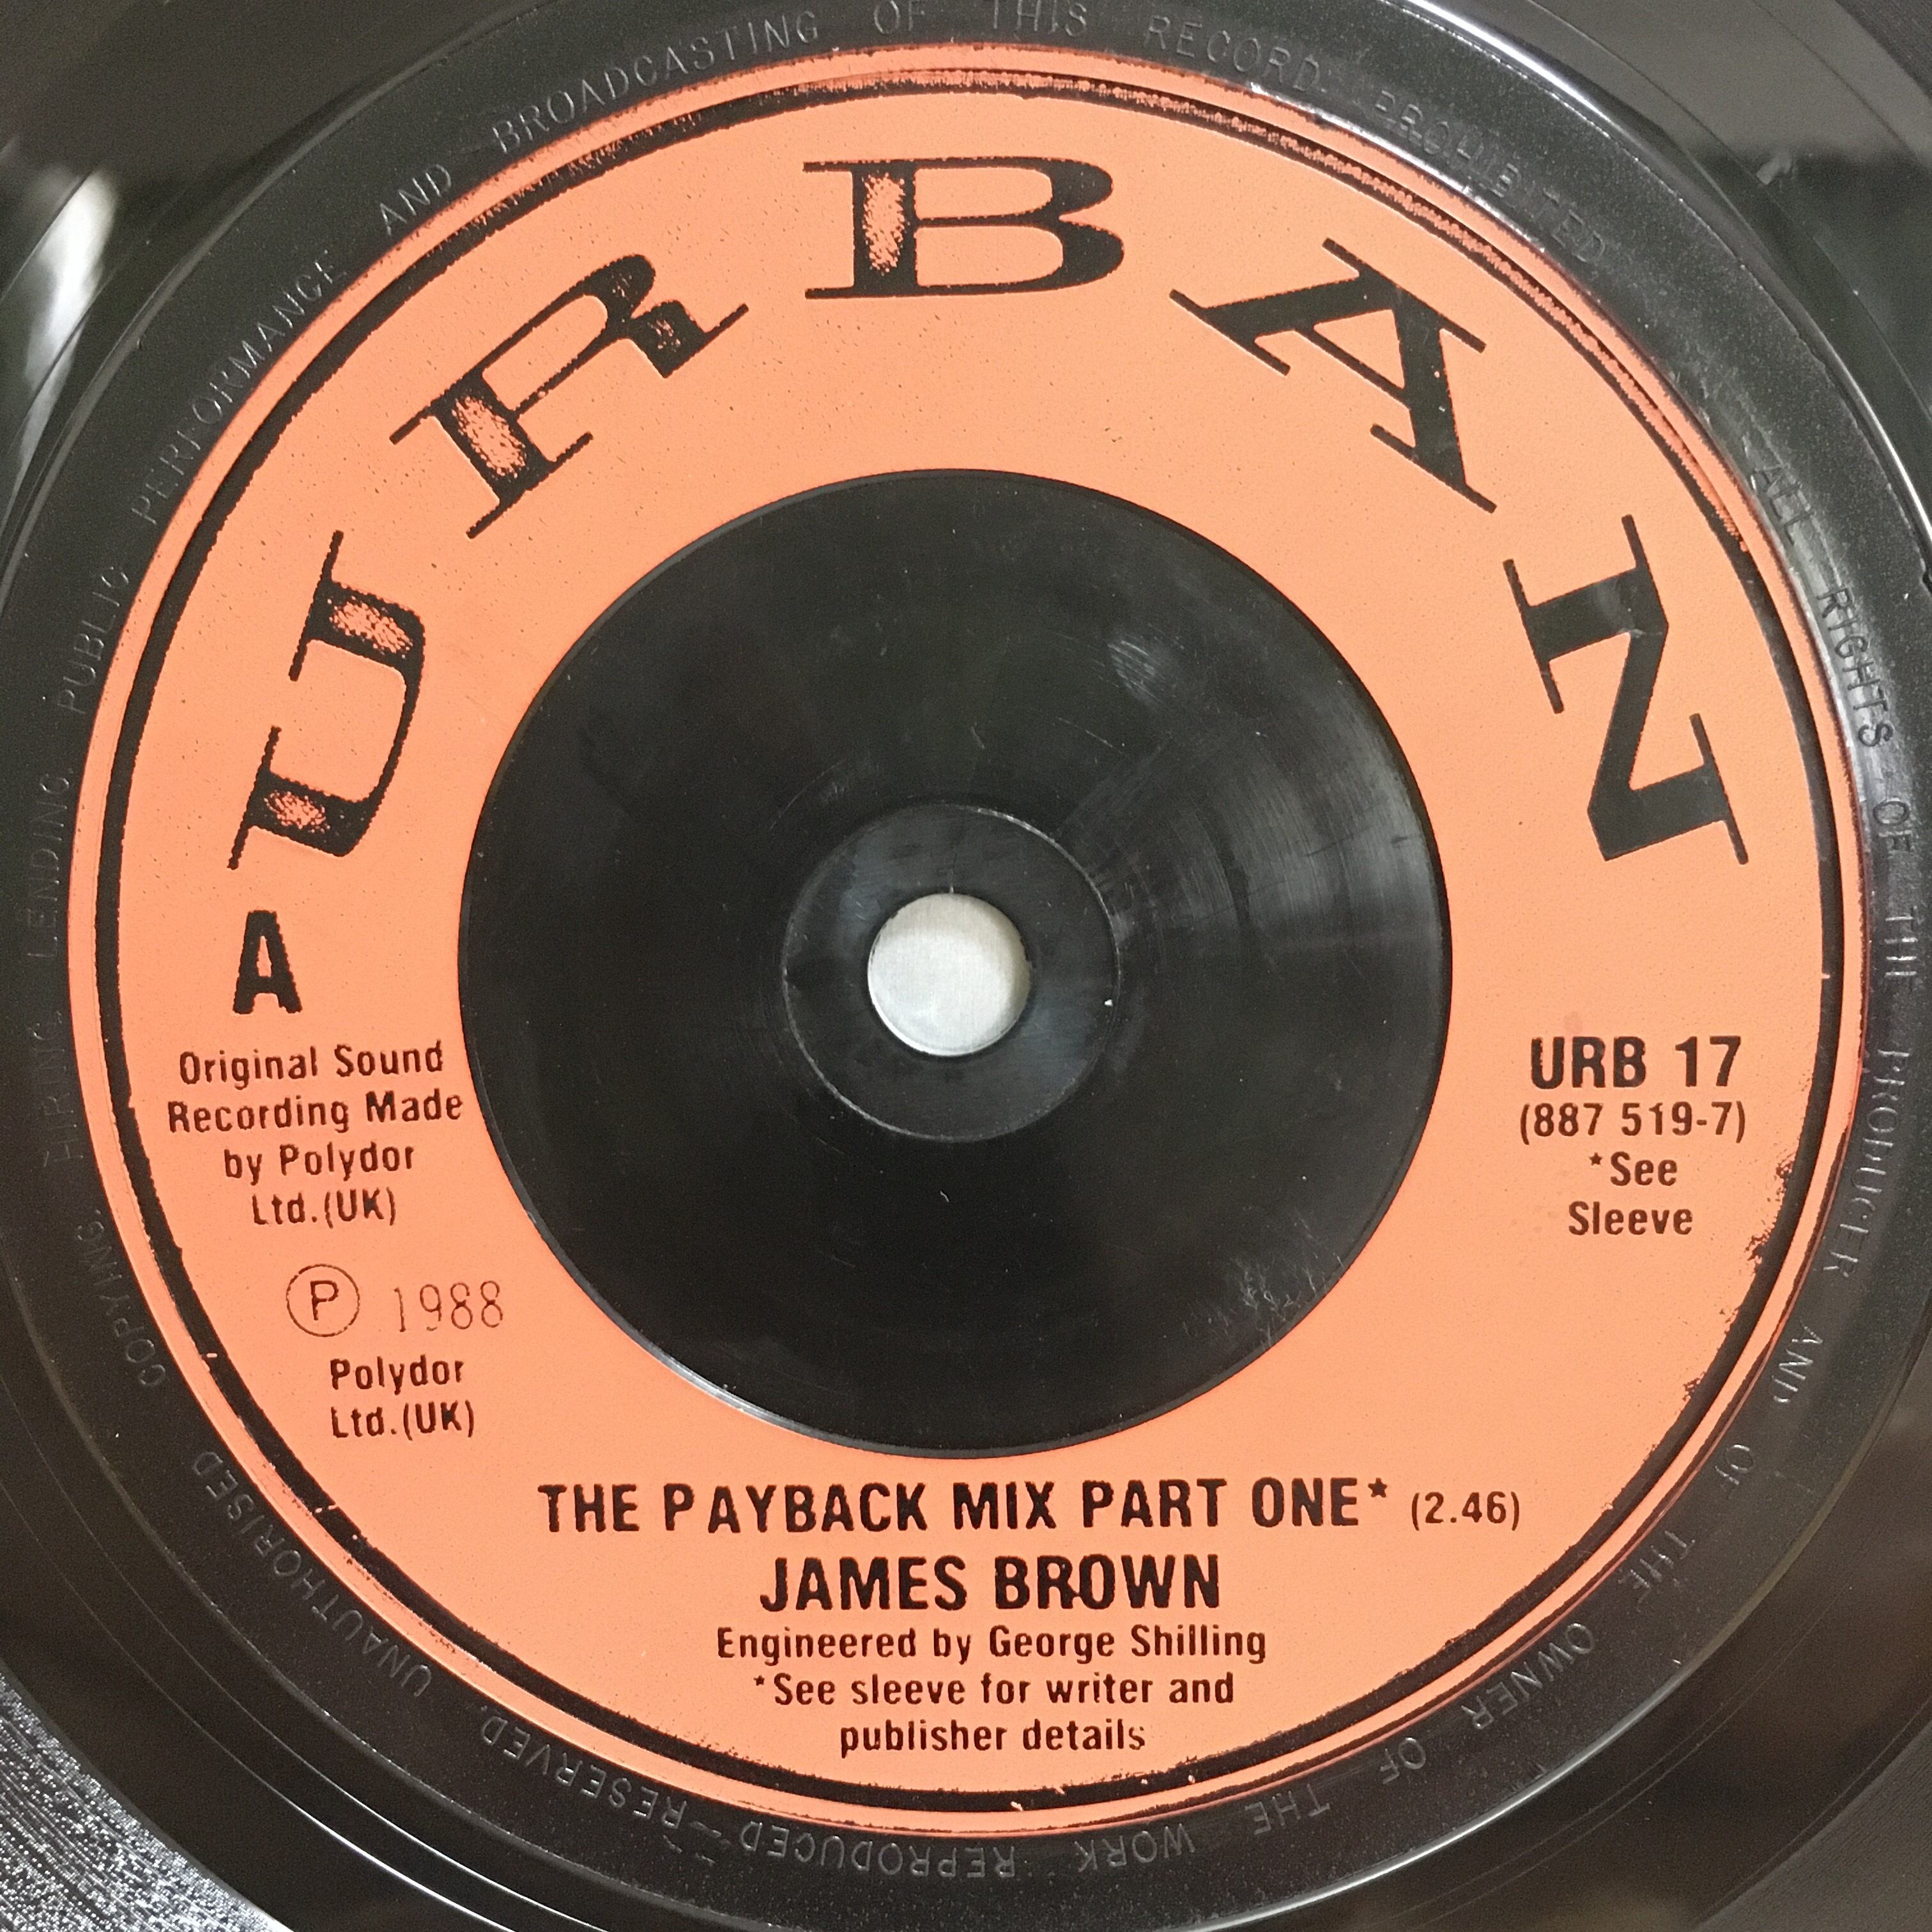 URBAN
A
Original Sound
Recording Made
by Polydor
Ltd.(UK)
Ⓟ 1988
Polydor
Ltd.(UK)
URB 17
(887 519-7)
*See
Sleeve
THE PAYBACK MIX PART ONE* (2.46)
JAMES BROWN
Engineered by George Shilling
*See sleeve for writer and
publisher details
ALL RIGHTS OF THE PRODUCER AND OF THE OWNER OF THE WORK REPRODUCED RESERVED. UNAUTHORISED COPYING, HIRING, LENDING, PUBLIC PERFORMANCE AND BROADCASTING OF THIS RECORD PROHIBITED